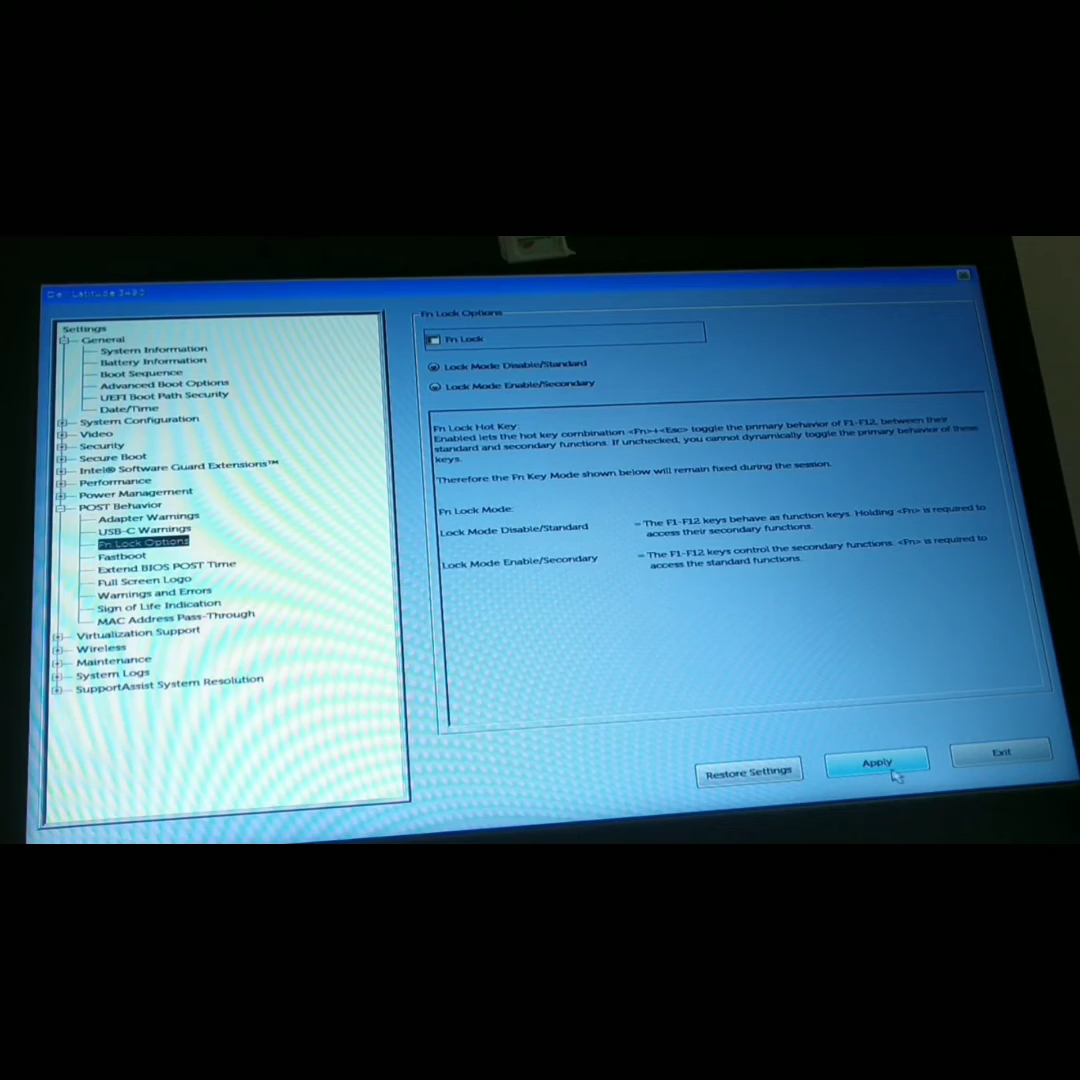 Dell Latitude 3490
Settings
General
System Information
Battery Information
Boot Sequence
Advanced Boot Options
UEFI Boot Path Security
Date/Time
System Configuration
Video
Security
Secure Boot
Intel® Software Guard Extensions™
Performance
Power Management
POST Behavior
Adapter Warnings
USB-C Warnings
Fn Lock Options
Fastboot
Extend BIOS POST Time
Full Screen Logo
Warnings and Errors
Sign of Life Indication
MAC Address Pass-Through
Virtualization Support
Wireless
Maintenance
System Logs
SupportAssist System Resolution
Fn Lock Options
Fn Lock
Lock Mode Disable/Standard
Lock Mode Enable/Secondary
Fn Lock Hot Key:
Enabled lets the hot key combination <Fn>+<Esc> toggle the primary behavior of F1-F12, between their
standard and secondary functions. If unchecked, you cannot dynamically toggle the primary behavior of these
keys.
Therefore the Fn Key Mode shown below will remain fixed during the session.
Fn Lock Mode:
Lock Mode Disable/Standard = The F1-F12 keys behave as function keys. Holding <Fn> is required to
access their secondary functions.
Lock Mode Enable/Secondary = The F1-F12 keys control the secondary functions. <Fn> is required to
access the standard functions.
Restore Settings
Apply
Exit